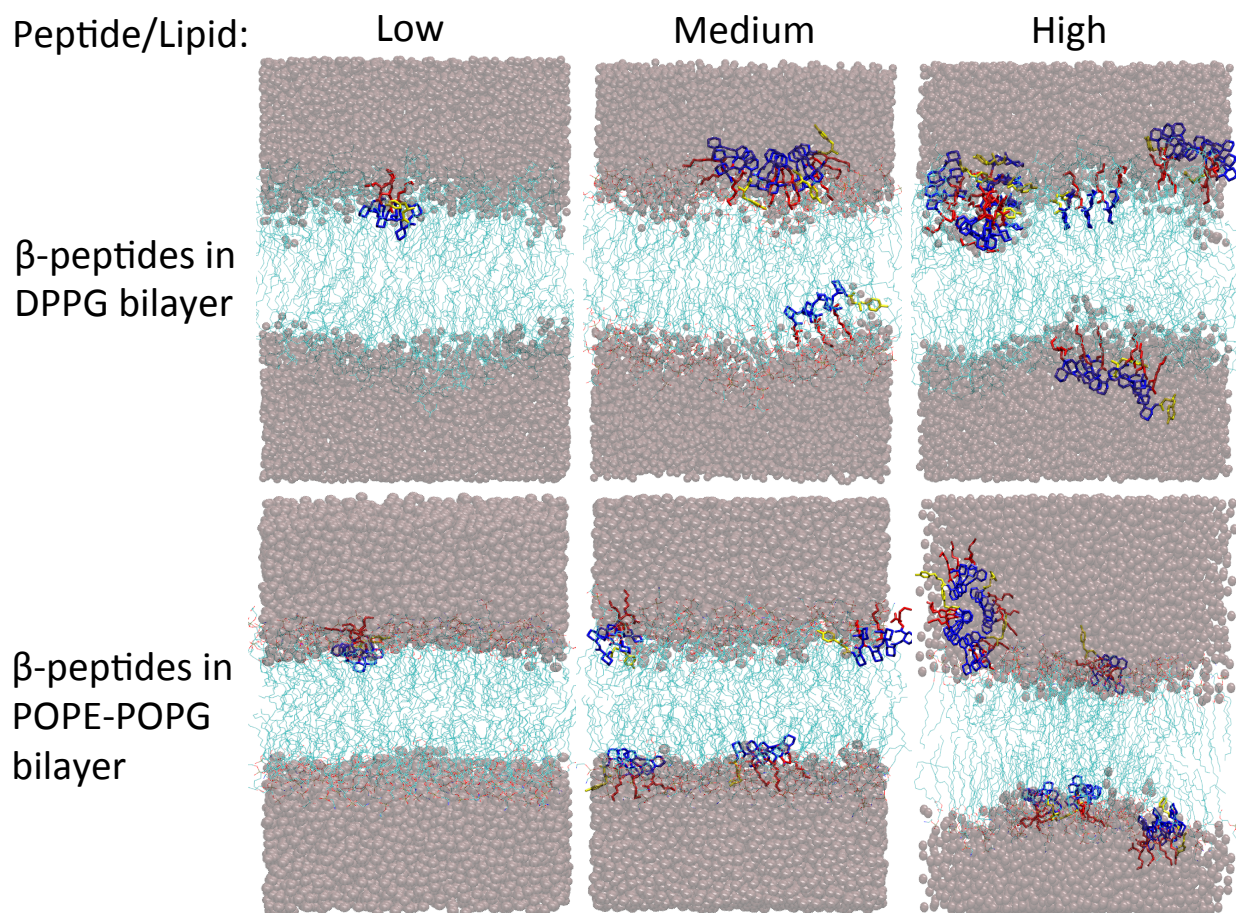 Peptide/Lipid: Low Medium High
β-peptides in
DPPG bilayer
β-peptides in
POPE-POPG
bilayer